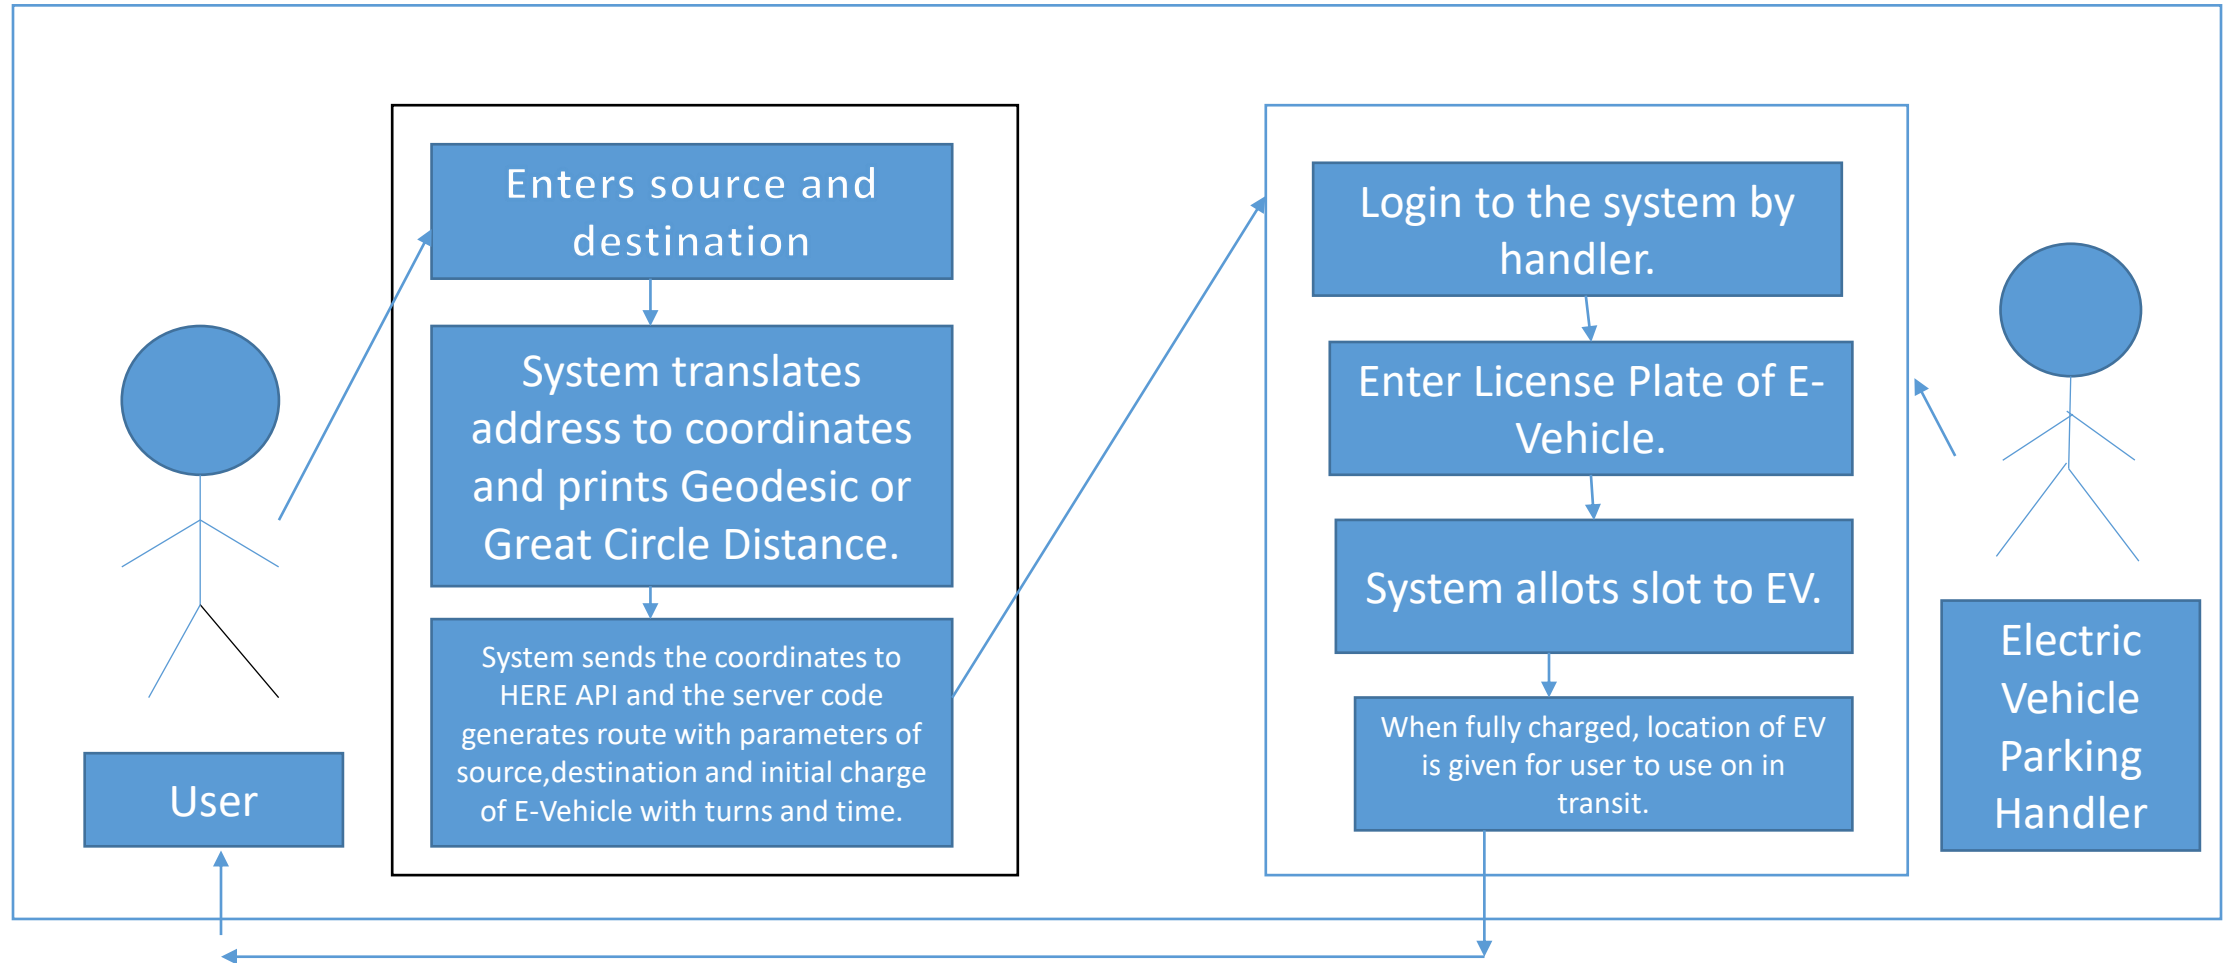 Enters source and
destination
System translates
address to coordinates
and prints Geodesic or
Great Circle Distance.
System sends the coordinates to
HERE API and the server code
generates route with parameters of
source,destination and initial charge
of E-Vehicle with turns and time.
User
Login to the system by
handler.
Enter License Plate of E-
Vehicle.
System allots slot to EV.
When fully charged, location of EV
is given for user to use on in
transit.
Electric
Vehicle
Parking
Handler